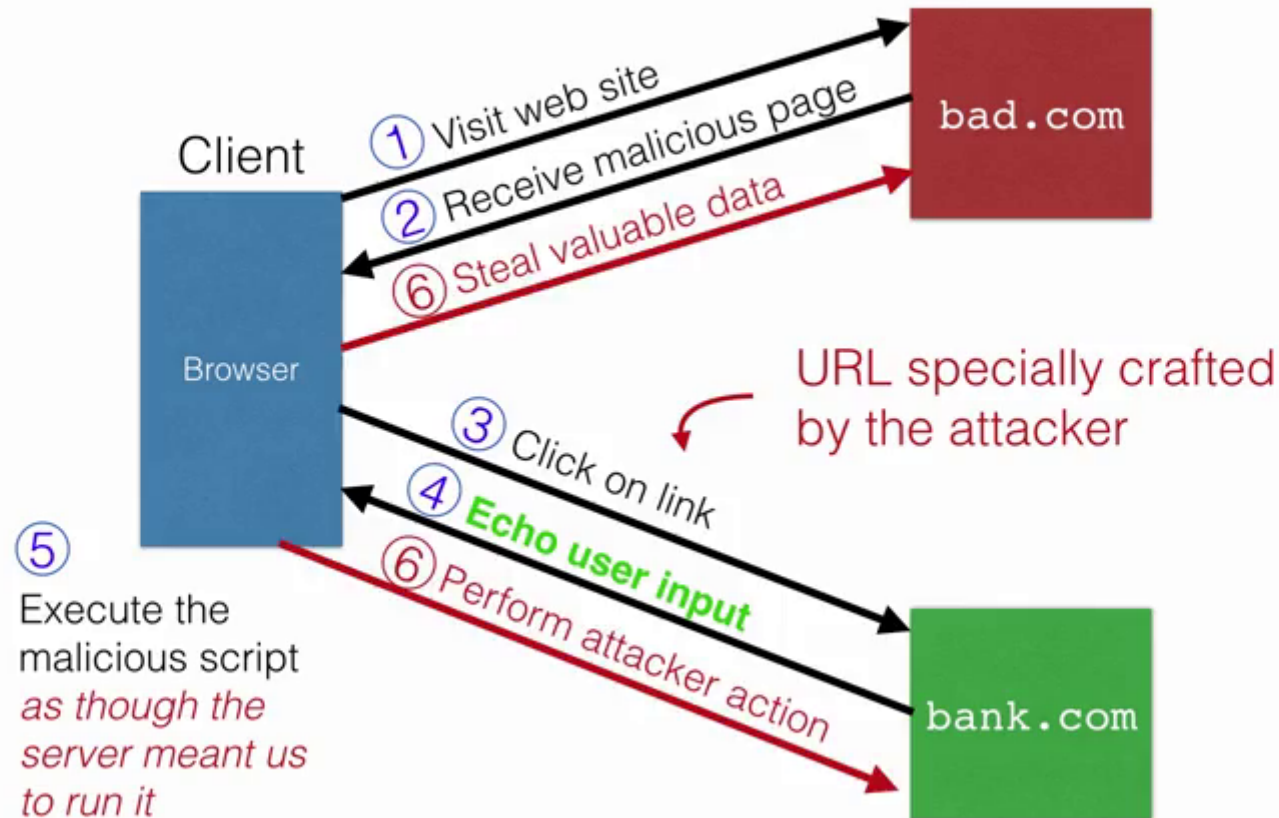 Client
Browser
① Visit web site
② Receive malicious page
⑥ Steal valuable data
bad.com
URL specially crafted
by the attacker
③ Click on link
④ Echo user input
⑥ Perform attacker action
bank.com
⑤
Execute the
malicious script
as though the
server meant us
to run it